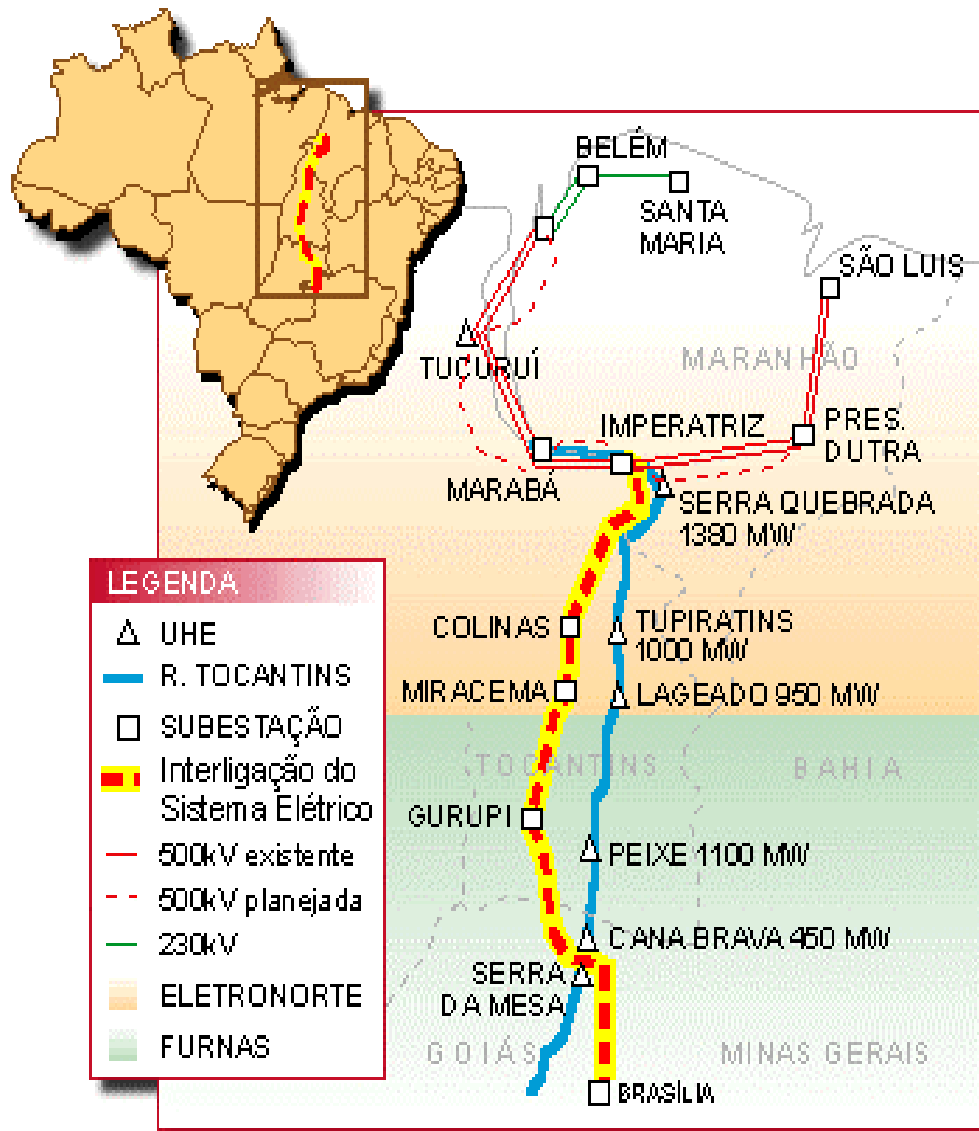 BELÉM
SANTA
MARIA
SÃO LUIS
TUCURUÍ
MARANHÃO
IMPERATRIZ
PRES.
DUTRA
MARABÁ
SERRA QUEBRADA
1380 MW
COLINAS
TUPIRATINS
1000 MW
MIRACEMA
LAGEADO 950 MW
TOCANTINS
BAHIA
GURUPI
PEIXE 1100 MW
CANA BRAVA 450 MW
SERRA
DA MESA
GOIÁS
MINAS GERAIS
BRASÍLIA
LEGENDA
UHE
R. TOCANTINS
SUBESTAÇÃO
Interligação do
Sistema Elétrico
500kV existente
500kV planejada
230kV
ELETRONORTE
FURNAS